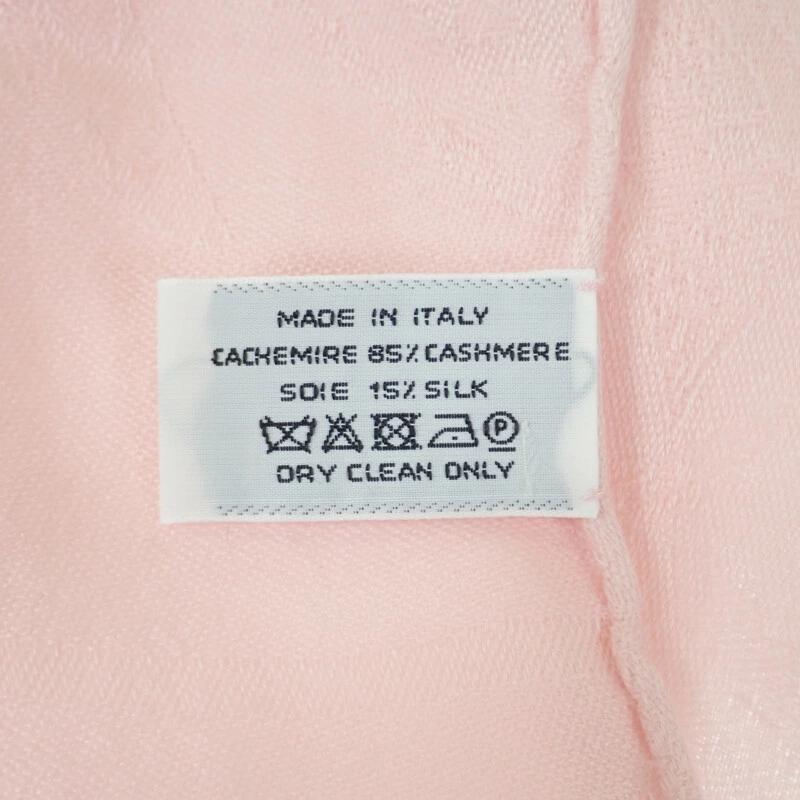 MADE IN ITALY
CACHEMIRE 85% CASHMERE
SOIE 15% SILK
P
DRY CLEAN ONLY